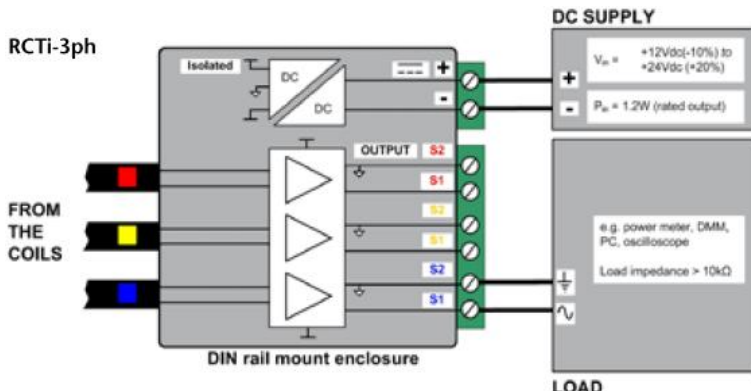 RCTi-3ph
DC SUPPLY
Isolated
DC
DC
+
-
+
-
Vin = +12Vdc(-10%) to
+24Vdc (+20%)
Pin = 1.2W (rated output)
OUTPUT
S2
S1
S2
S1
S2
S1
FROM
THE
COILS
e.g. power meter, DMM,
PC, oscilloscope
Load impedance > 10kΩ
DIN rail mount enclosure
LOAD